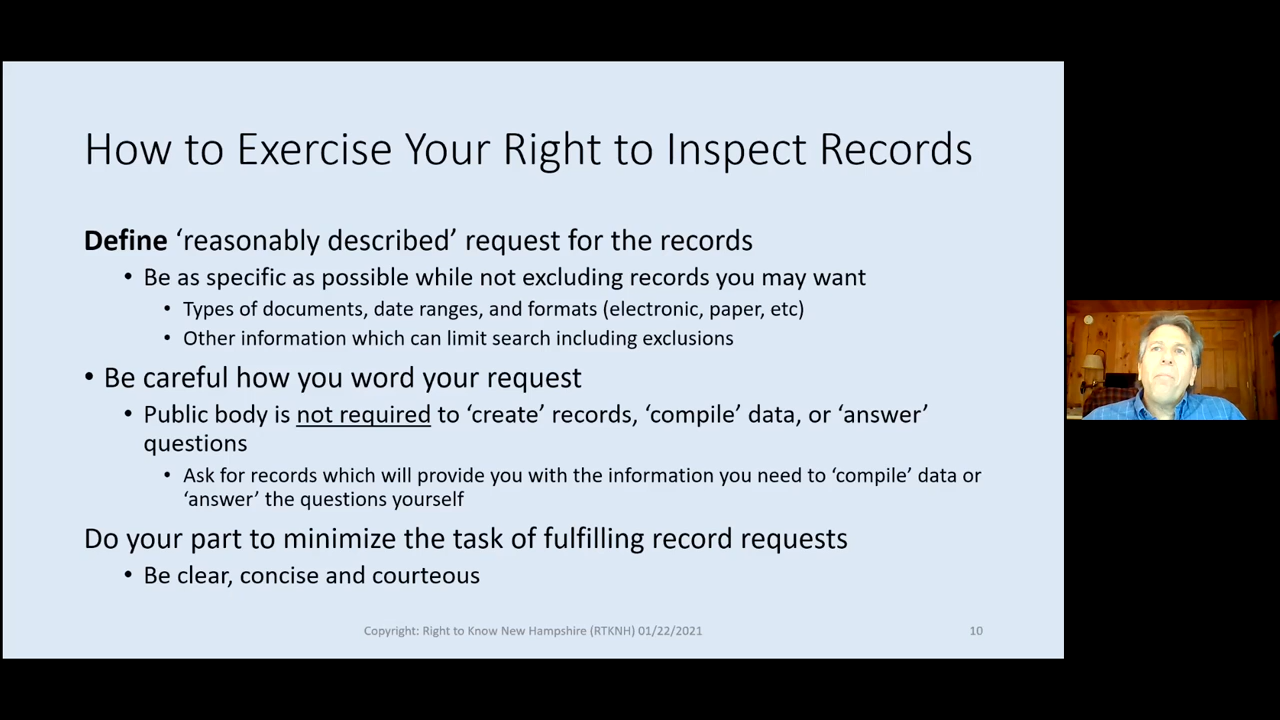 How to Exercise Your Right to Inspect Records
Define ‘reasonably described’ request for the records
• Be as specific as possible while not excluding records you may want
• Types of documents, date ranges, and formats (electronic, paper, etc)
• Other information which can limit search including exclusions
• Be careful how you word your request
• Public body is not required to ‘create’ records, ‘compile’ data, or ‘answer’
questions
• Ask for records which will provide you with the information you need to ‘compile’ data or
‘answer’ the questions yourself
Do your part to minimize the task of fulfilling record requests
• Be clear, concise and courteous
Copyright: Right to Know New Hampshire (RTKNH) 01/22/2021
10